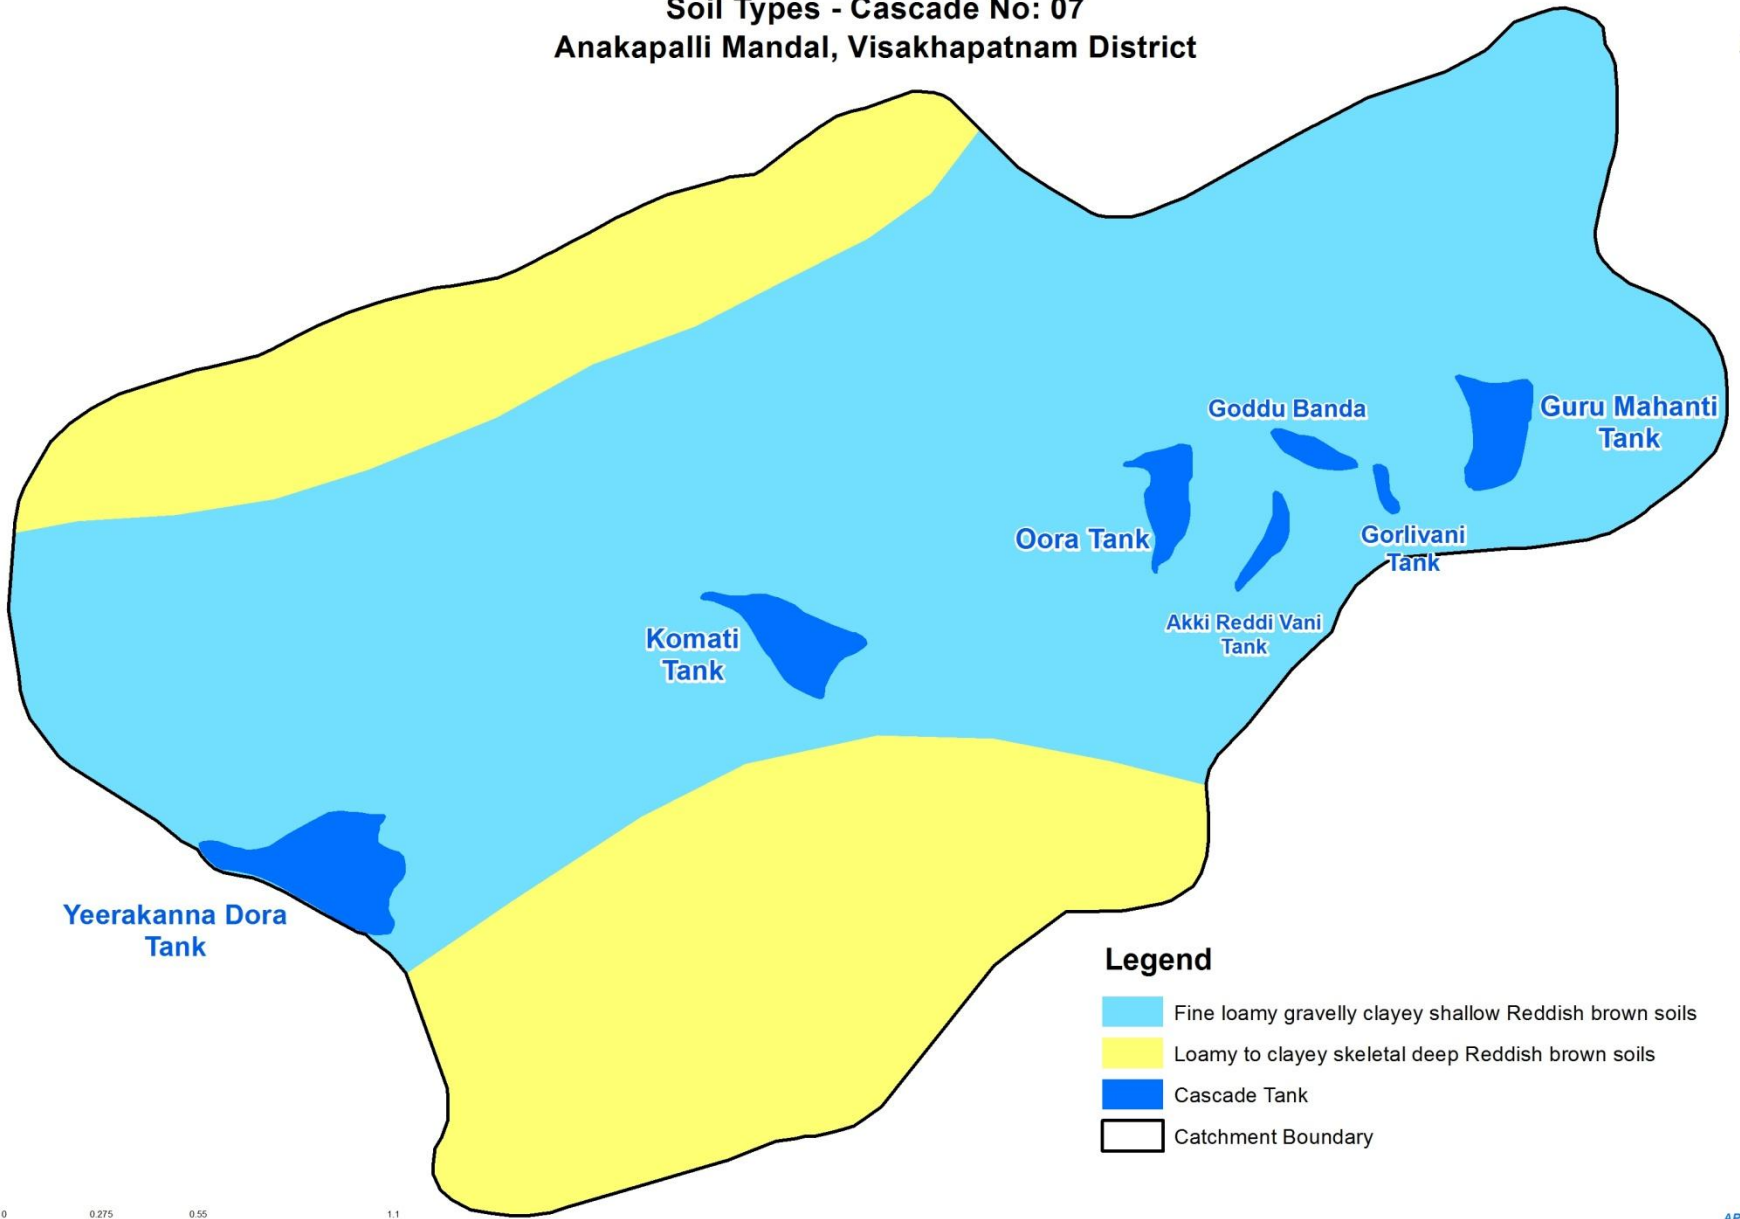 Soil Types - Cascade No: 07
Anakapalli Mandal, Visakhapatnam District
Goddu Banda
Guru Mahanti
Tank
Oora Tank
Gorlivani
Tank
Akki Reddi Vani
Tank
Komati
Tank
Yeerakanna Dora
Tank
Legend
Fine loamy gravelly clayey shallow Reddish brown soils
Loamy to clayey skeletal deep Reddish brown soils
Cascade Tank
Catchment Boundary
0 0.275 0.55 1.1